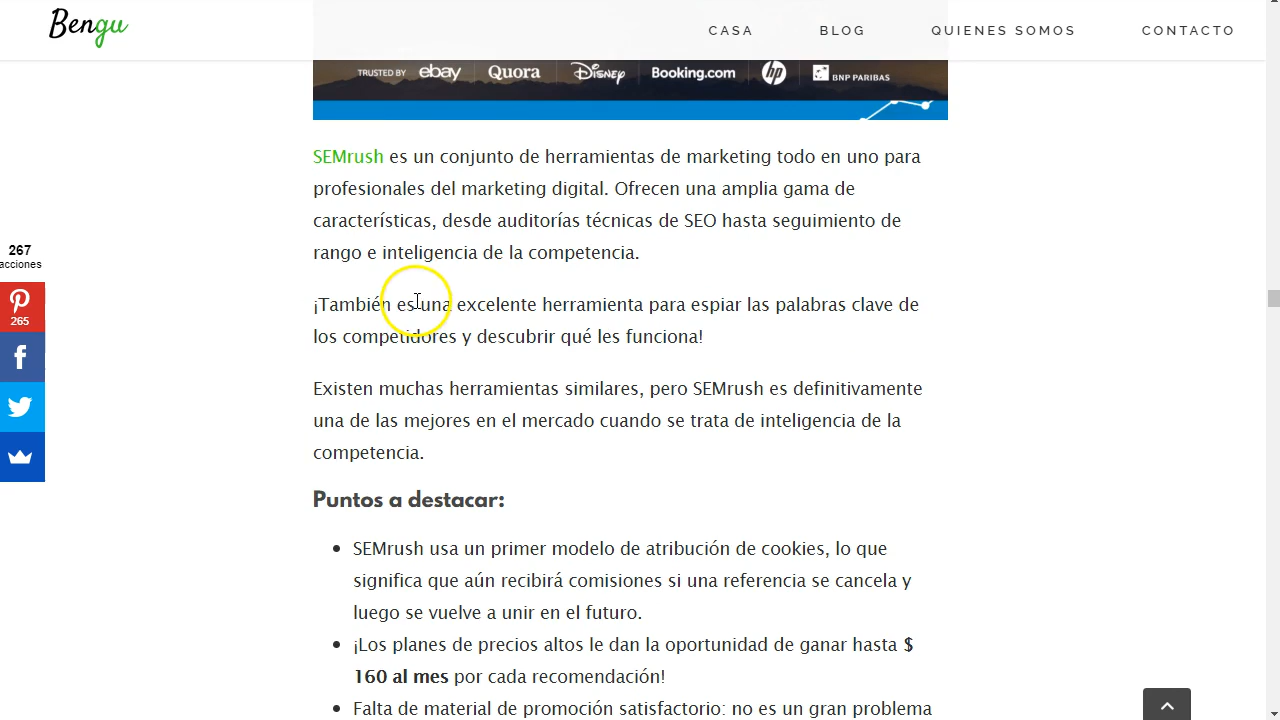 Bengu
CASA BLOG QUIENES SOMOS CONTACTO
TRUSTED BY ebay Quora Disney Booking.com hp BNP PARIBAS
SEMrush es un conjunto de herramientas de marketing todo en uno para
profesionales del marketing digital. Ofrecen una amplia gama de
características, desde auditorías técnicas de SEO hasta seguimiento de
rango e inteligencia de la competencia.
267
acciones
265
¡También es una excelente herramienta para espiar las palabras clave de
los competidores y descubrir qué les funciona!
Existen muchas herramientas similares, pero SEMrush es definitivamente
una de las mejores en el mercado cuando se trata de inteligencia de la
competencia.
Puntos a destacar:
• SEMrush usa un primer modelo de atribución de cookies, lo que
significa que aún recibirá comisiones si una referencia se cancela y
luego se vuelve a unir en el futuro.
• ¡Los planes de precios altos le dan la oportunidad de ganar hasta $
160 al mes por cada recomendación!
• Falta de material de promoción satisfactorio: no es un gran problema